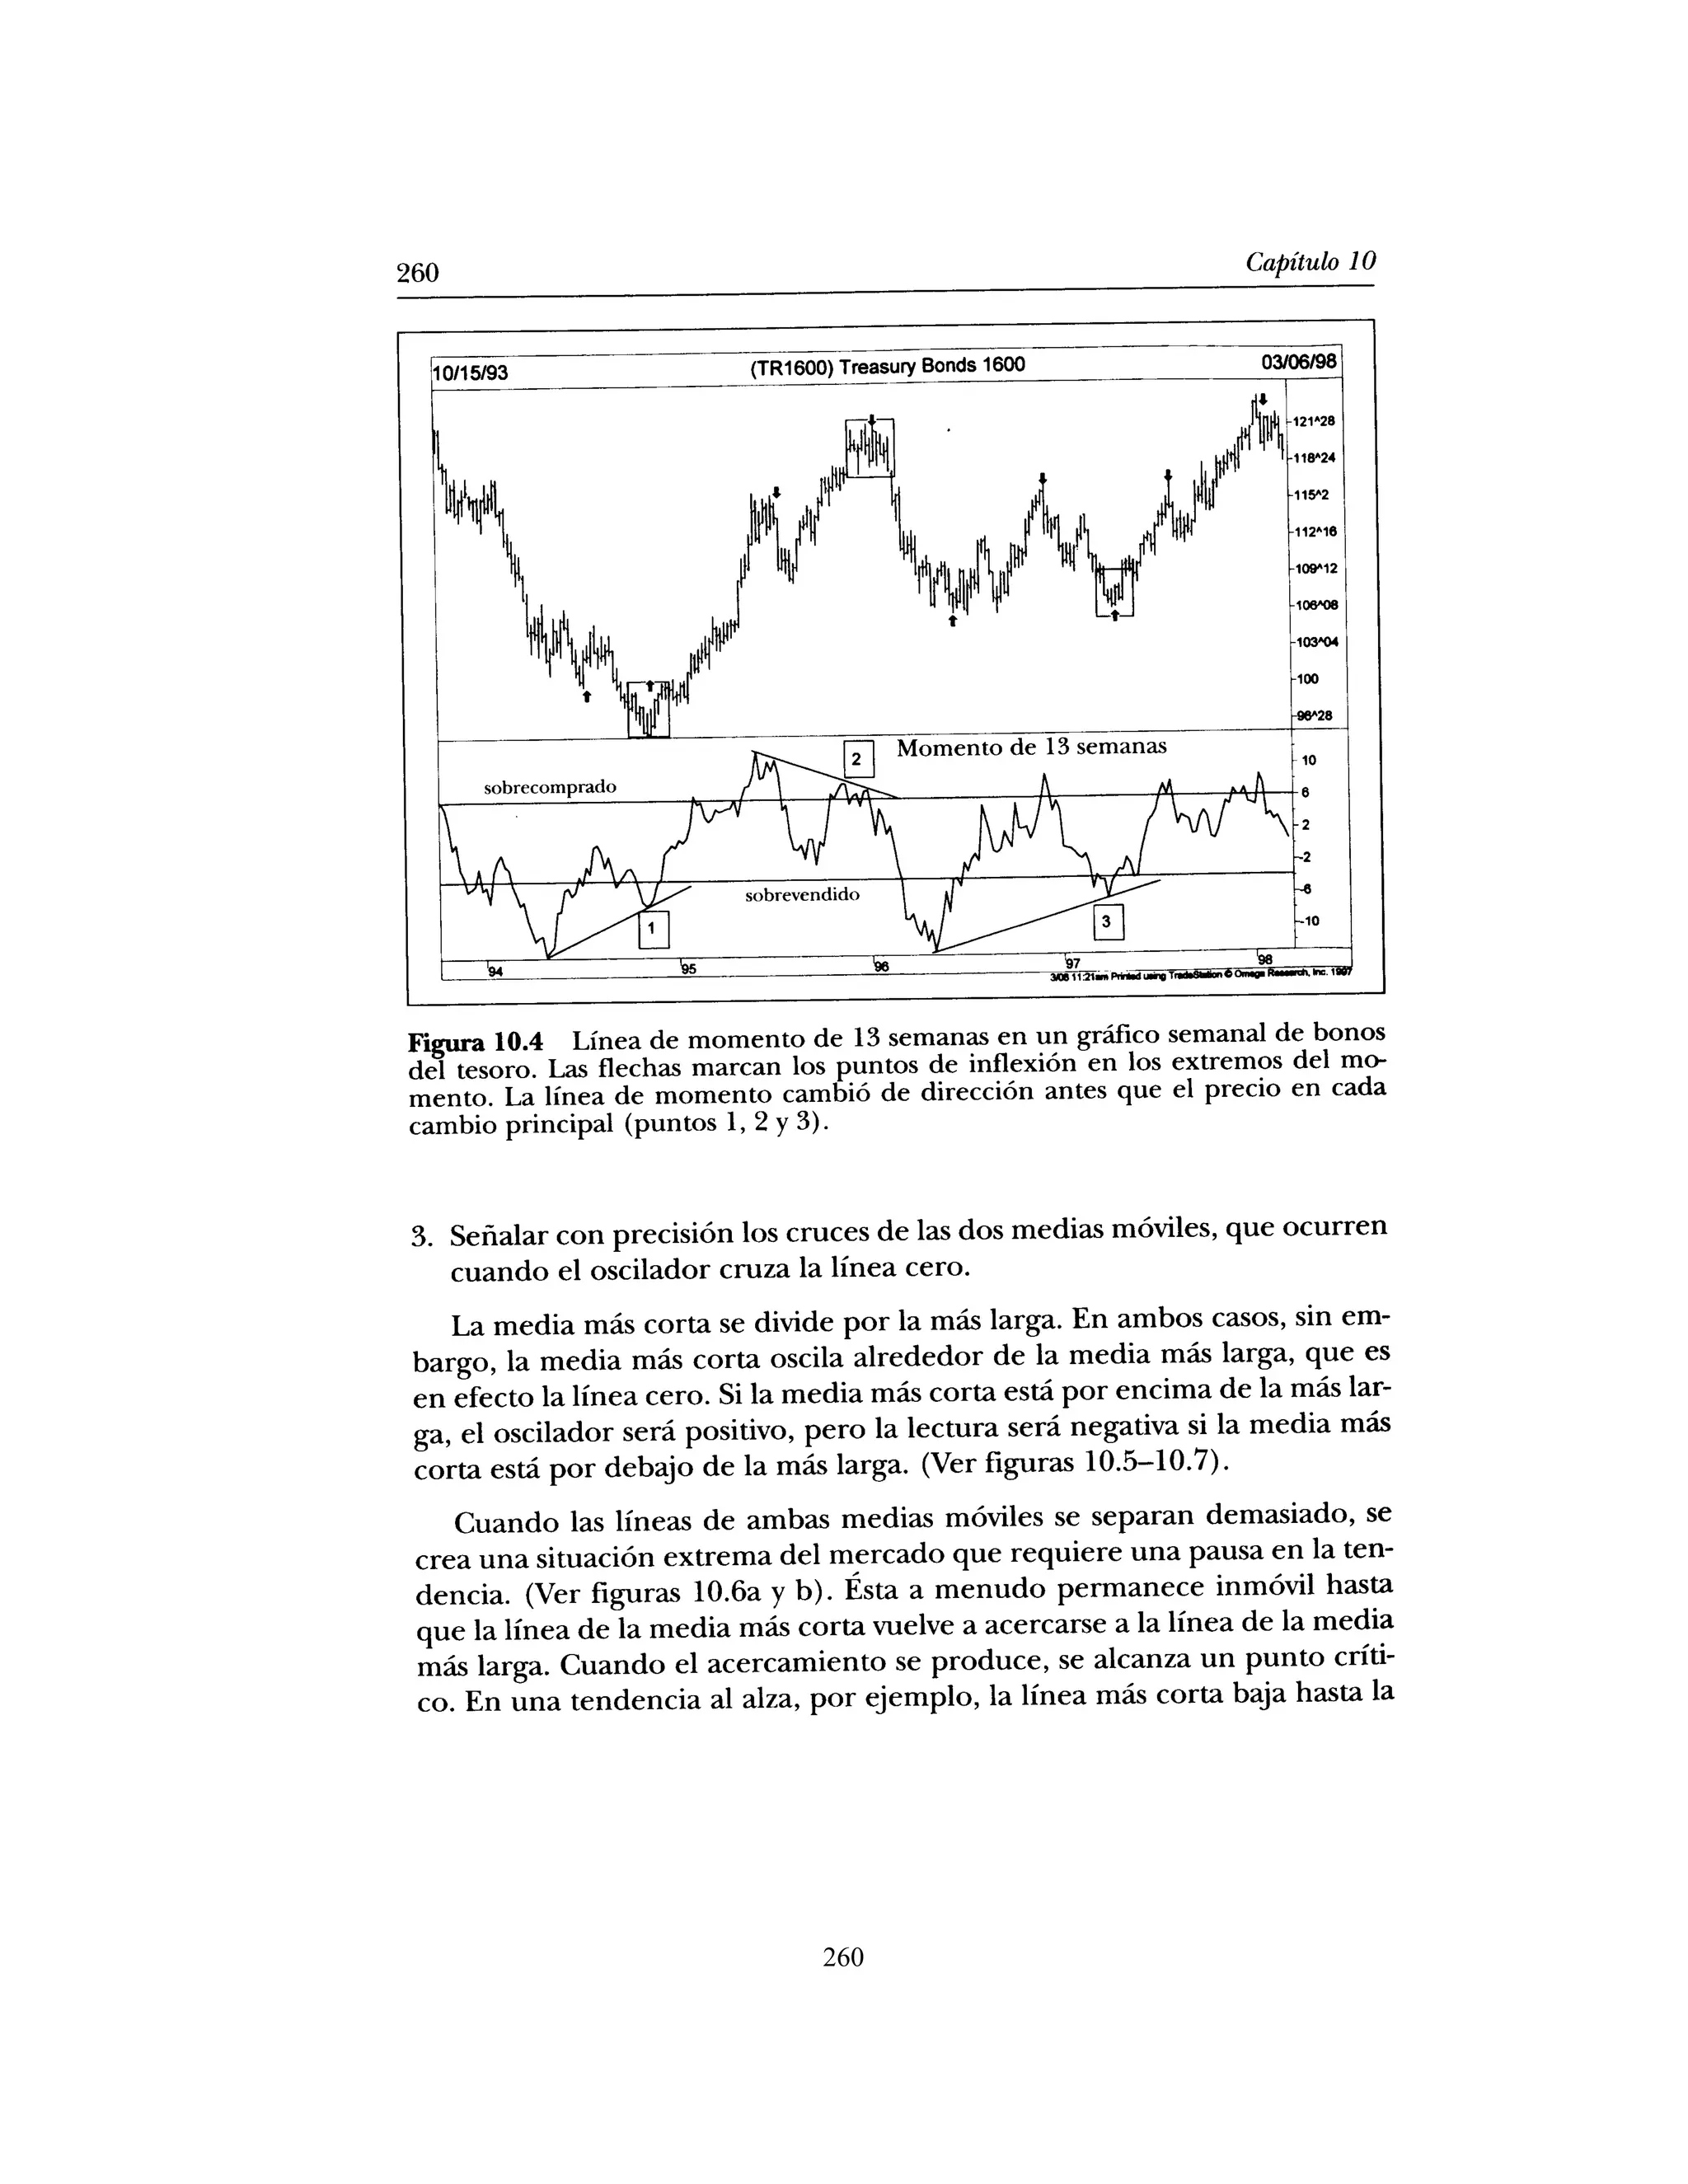 260
Capítulo 10
10/15/93
(TR1600) Treasury Bonds 1600
03/06/98
121^28
118^24
115^2
112^16
109^12
106^08
103^04
100
96^28
2
Momento de 13 semanas
10
sobrecomprado
6
2
-2
sobrevendido
-6
1
3
-10
'94
'95
'96
'97
'98
3/06 11:21am Printed using TradeStation © Omega Research, Inc. 1997
Figura 10.4 Línea de momento de 13 semanas en un gráfico semanal de bonos
del tesoro. Las flechas marcan los puntos de inflexión en los extremos del mo-
mento. La línea de momento cambió de dirección antes que el precio en cada
cambio principal (puntos 1, 2 y 3).
3. Señalar con precisión los cruces de las dos medias móviles, que ocurren
cuando el oscilador cruza la línea cero.
La media más corta se divide por la más larga. En ambos casos, sin em-
bargo, la media más corta oscila alrededor de la media más larga, que es
en efecto la línea cero. Si la media más corta está por encima de la más lar-
ga, el oscilador será positivo, pero la lectura será negativa si la media más
corta está por debajo de la más larga. (Ver figuras 10.5–10.7).
Cuando las líneas de ambas medias móviles se separan demasiado, se
crea una situación extrema del mercado que requiere una pausa en la ten-
dencia. (Ver figuras 10.6a y b). Ésta a menudo permanece inmóvil hasta
que la línea de la media más corta vuelve a acercarse a la línea de la media
más larga. Cuando el acercamiento se produce, se alcanza un punto críti-
co. En una tendencia al alza, por ejemplo, la línea más corta baja hasta la
260